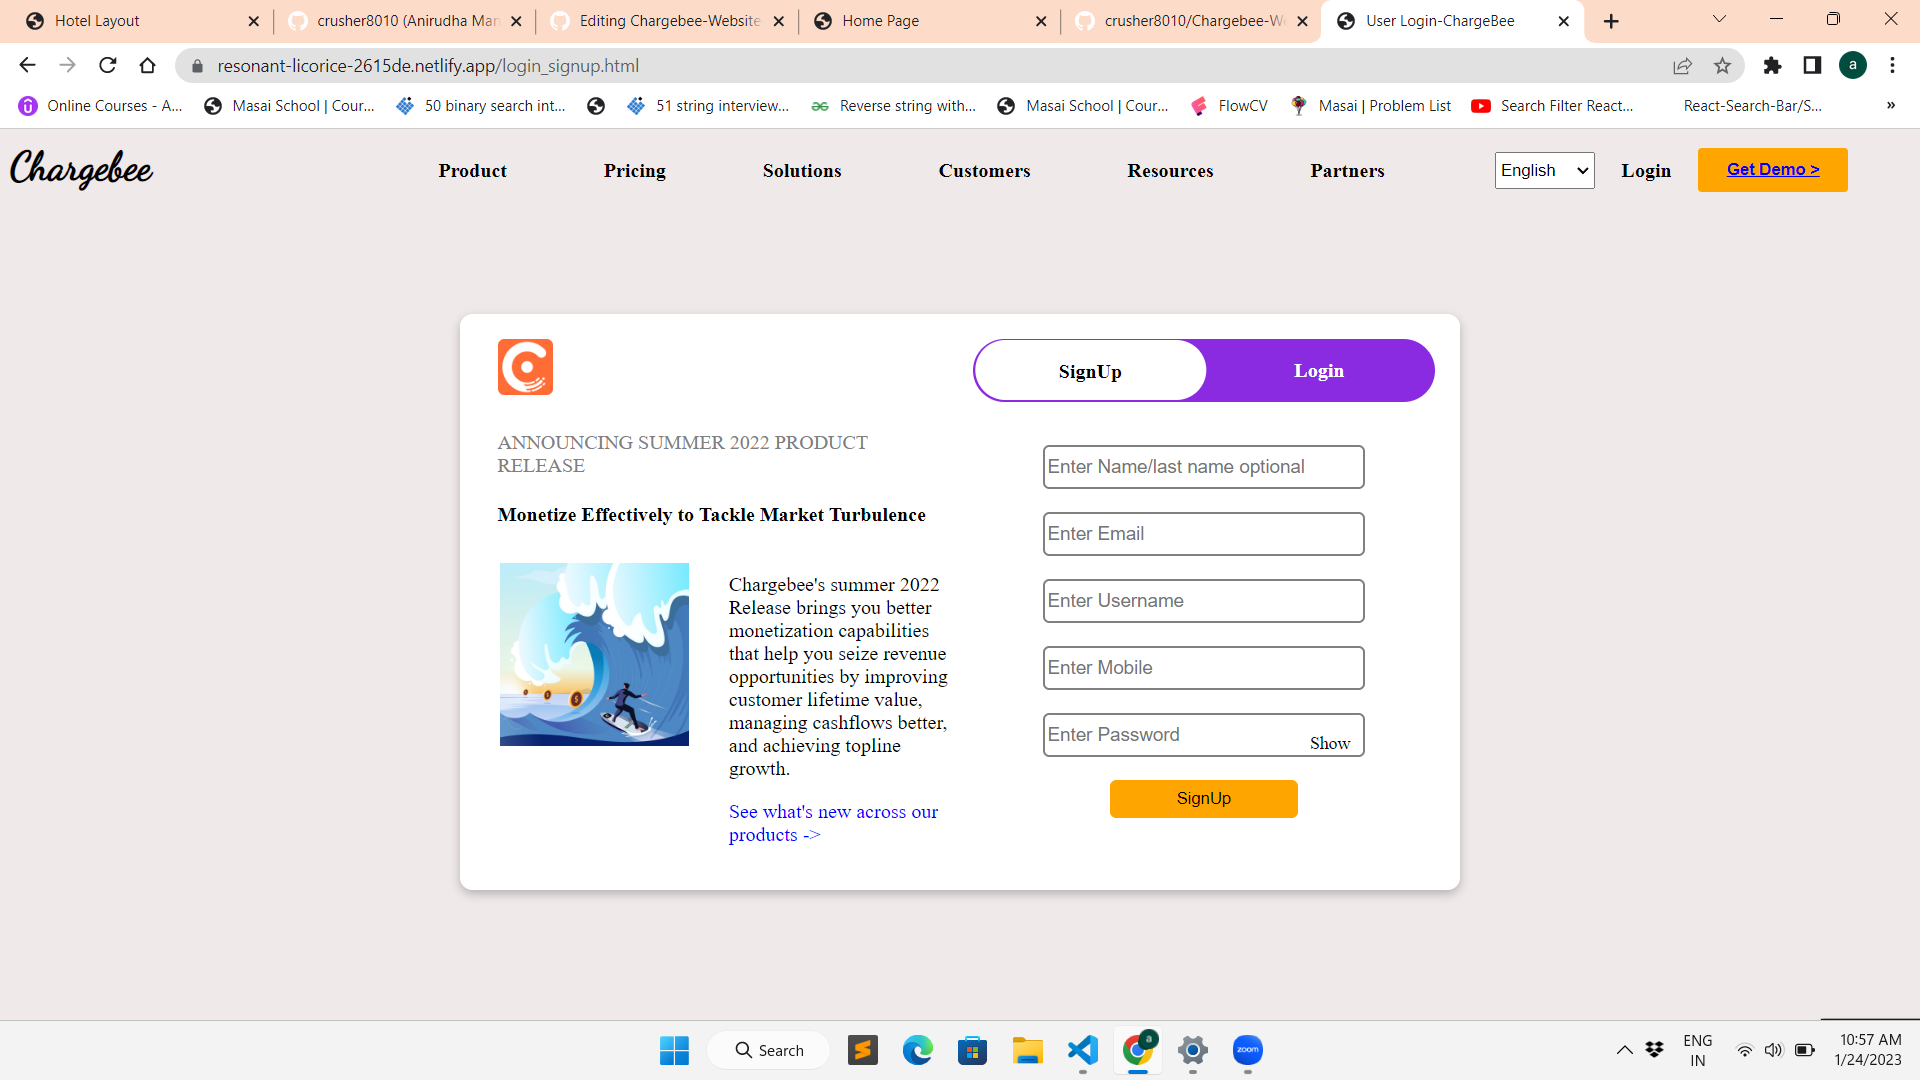 Hotel Layout
crusher8010 (Anirudha Man
Editing Chargebee-Website
Home Page
crusher8010/Chargebee-We
User Login-ChargeBee
resonant-licorice-2615de.netlify.app/login_signup.html
a
Online Courses - A...
Masai School | Cour...
50 binary search int...
51 string interview...
Reverse string with...
Masai School | Cour...
FlowCV
Masai | Problem List
Search Filter React...
React-Search-Bar/S...
»
Chargebee
Product
Pricing
Solutions
Customers
Resources
Partners
English
Login
Get Demo >
SignUp
Login
ANNOUNCING SUMMER 2022 PRODUCT
RELEASE
Monetize Effectively to Tackle Market Turbulence
Chargebee's summer 2022
Release brings you better
monetization capabilities
that help you seize revenue
opportunities by improving
customer lifetime value,
managing cashflows better,
and achieving topline
growth.
See what's new across our
products ->
Enter Name/last name optional
Enter Email
Enter Username
Enter Mobile
Enter Password
Show
SignUp
Search
a
zoom
ENG
IN
10:57 AM
1/24/2023